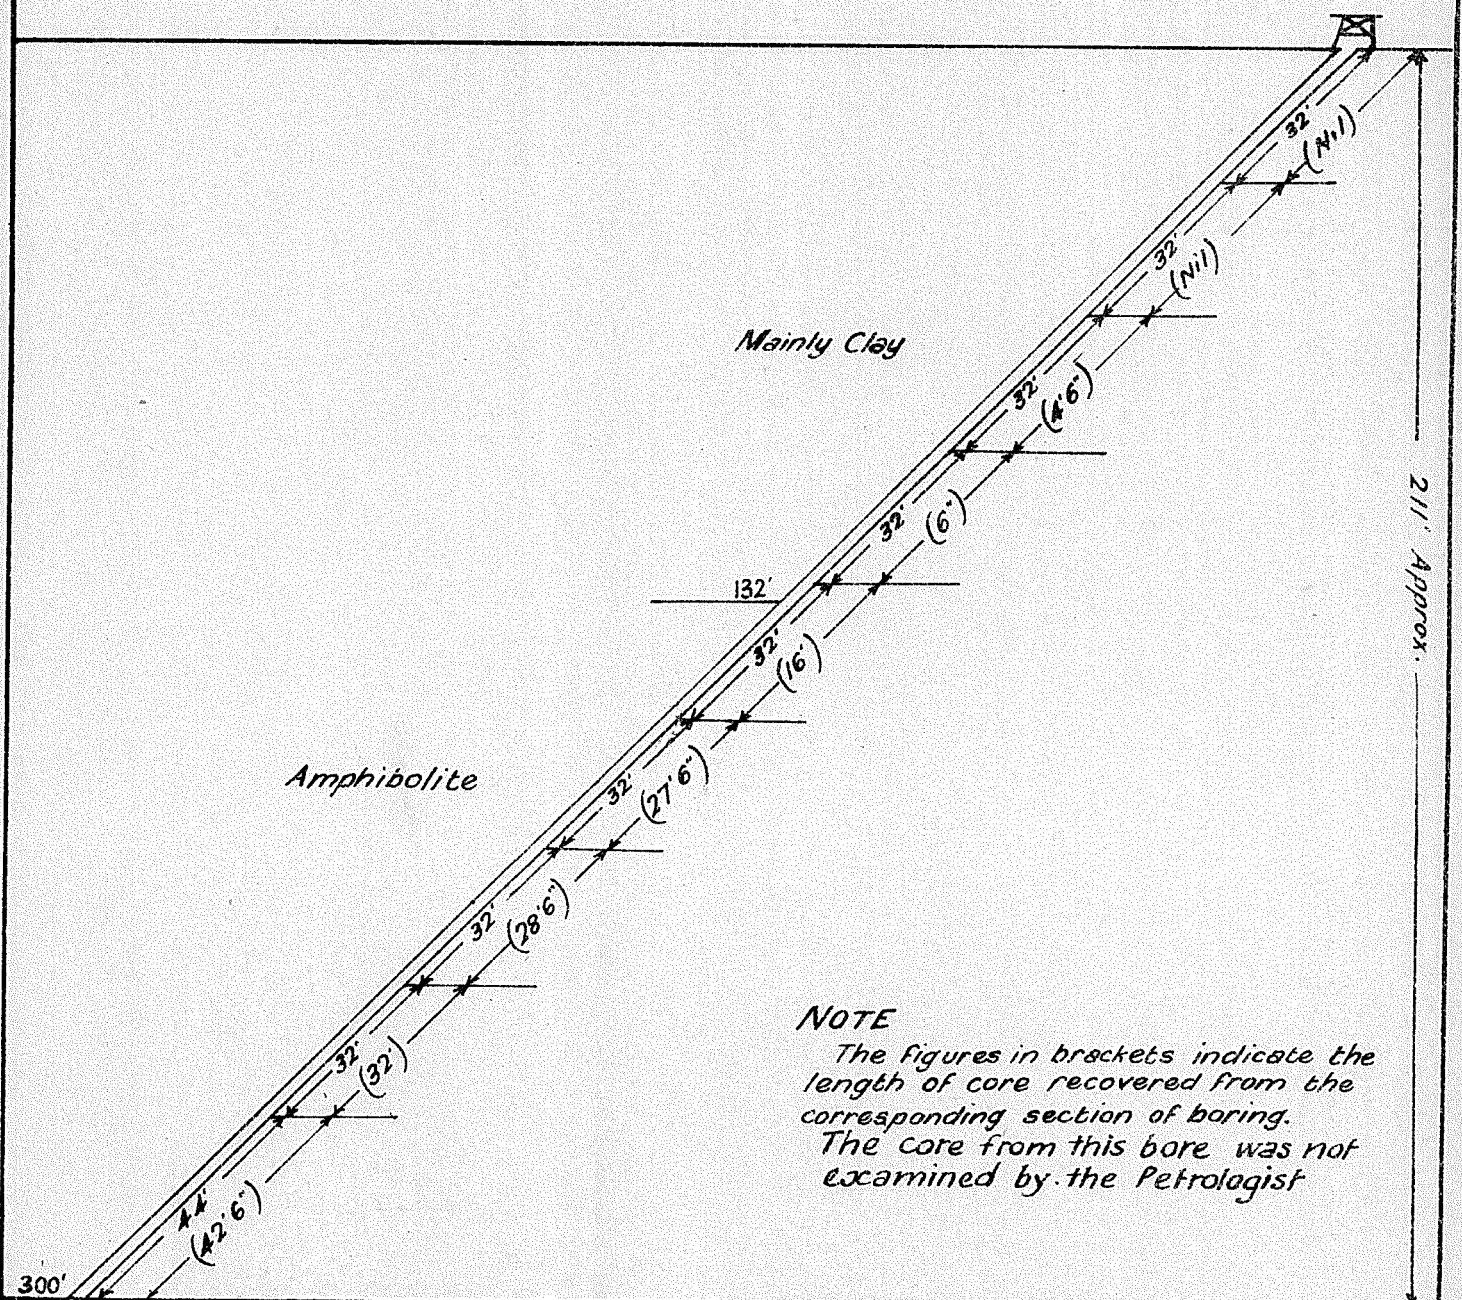 32'
(Nil)
32'
(Nil)
Mainly Clay
32'
(4'6")
211' Approx.
32'
(6")
132'
32'
(16')
Amphibolite
32'
(27'6")
32'
(28'6")
NOTE
The figures in brackets indicate the
length of core recovered from the
corresponding section of boring.
The core from this bore was not
examined by the Petrologist
32'
(32')
44'
(42'6")
300'